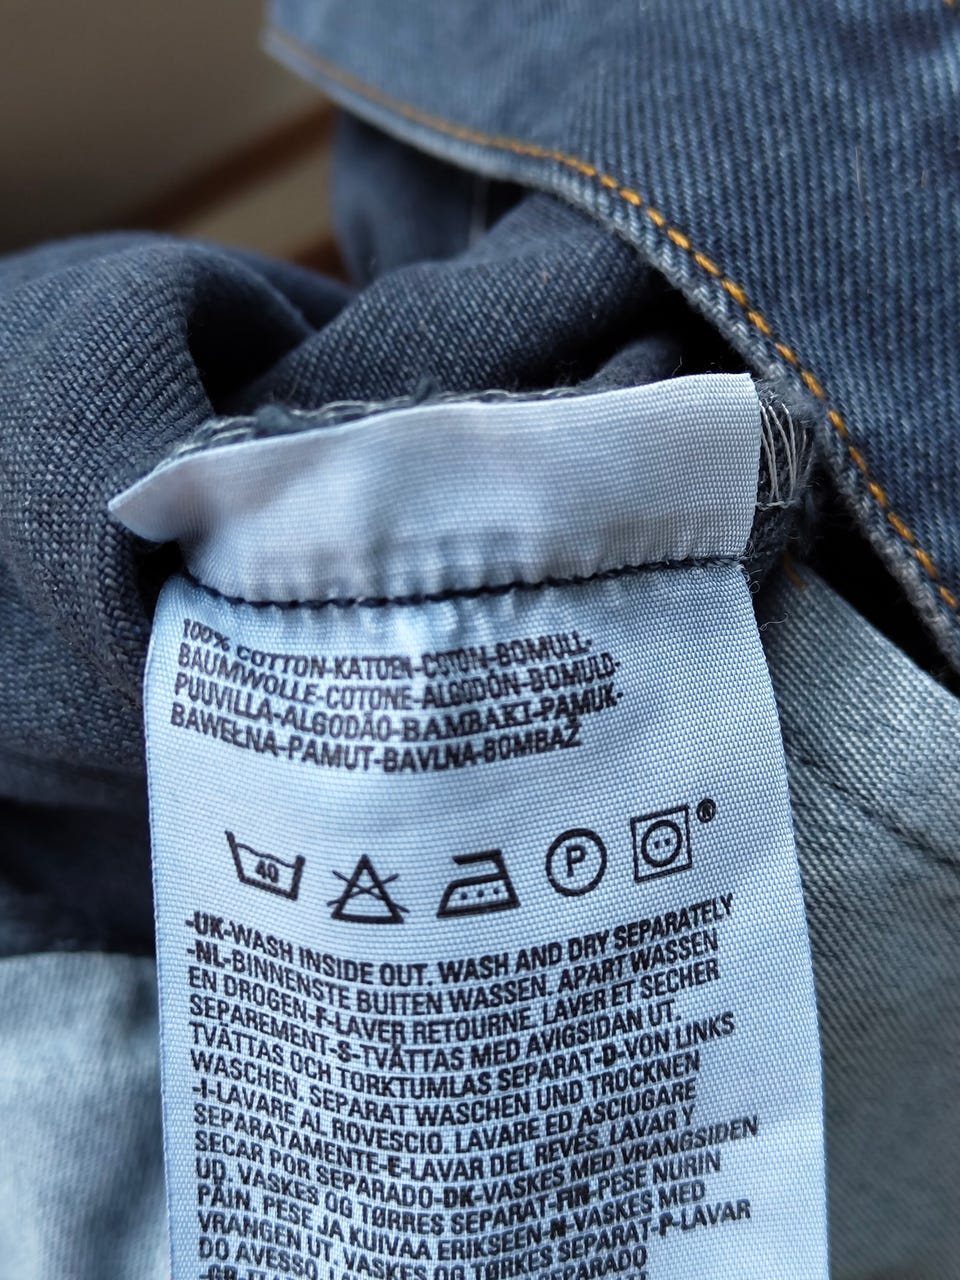 100% COTTON-KATOEN-COTON-BOMULL-
BAUMWOLLE-COTONE-ALGODÓN-BOMULD-
PUUVILLA-ALGODÃO-BAMBAKI-PAMUK-
BAWEŁNA-PAMUT-BAVLNA-BOMBAŽ
40 P ®
-UK-WASH INSIDE OUT. WASH AND DRY SEPARATELY
-NL-BINNENSTE BUITEN WASSEN. APART WASSEN
EN DROGEN-F-LAVER RETOURNE. LAVER ET SECHER
SEPAREMENT-S-TVÄTTAS MED AVIGSIDAN UT.
TVÄTTAS OCH TORKTUMLAS SEPARAT-D-VON LINKS
WASCHEN. SEPARAT WASCHEN UND TROCKNEN
-I-LAVARE AL ROVESCIO. LAVARE ED ASCIUGARE
SEPARATAMENTE-E-LAVAR DEL REVÉS. LAVAR Y
SECAR POR SEPARADO-DK-VASKES MED VRANGSIDEN
UD. VASKES OG TØRRES SEPARAT-FIN-PESE NURIN
PÄIN. PESE JA KUIVAA ERIKSEEN-N-VASKES MED
VRANGEN UT. VASKES OG TØRKES SEPARAT-P-LAVAR
DO AVESSO. SEPARADO
-GR-